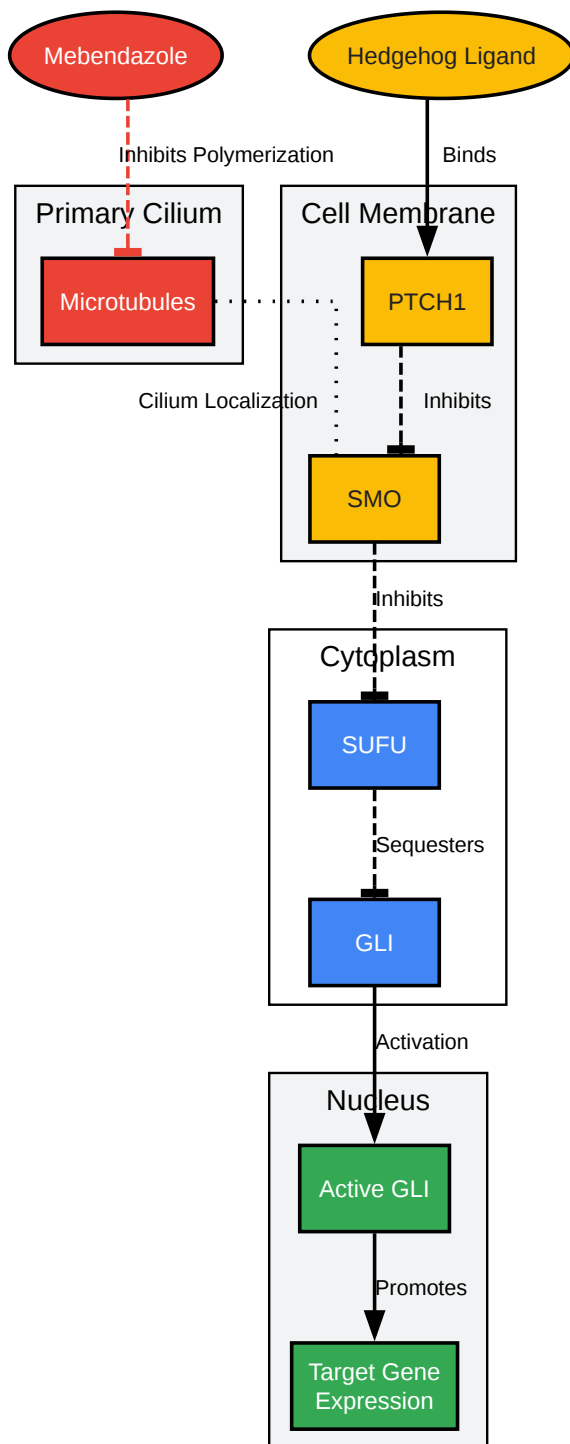 Mebendazole
Hedgehog Ligand
Inhibits Polymerization
Binds
Primary Cilium
Cell Membrane
Microtubules
PTCH1
Cilium Localization
Inhibits
SMO
Inhibits
Cytoplasm
SUFU
Sequesters
GLI
Activation
Nucleus
Active GLI
Promotes
Target Gene
Expression